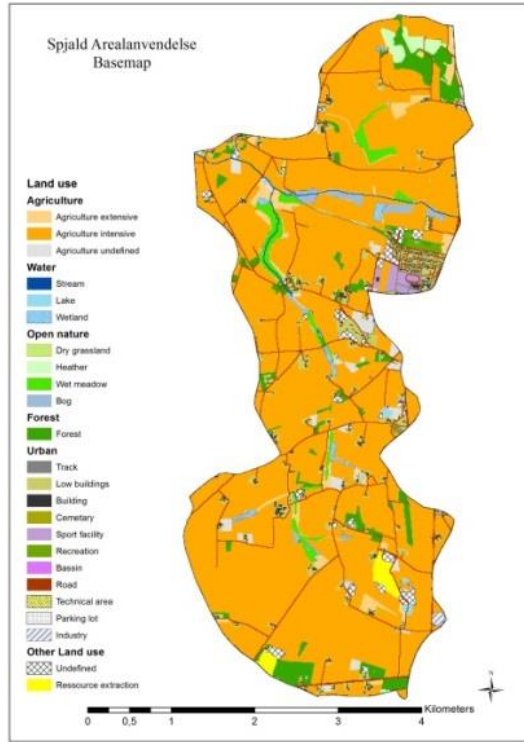 Spjald Arealanvendelse
Basemap
Land use
Agriculture
Agriculture extensive
Agriculture intensive
Agriculture undefined
Water
Stream
Lake
Wetland
Open nature
Dry grassland
Heather
Wet meadow
Bog
Forest
Forest
Urban
Track
Low buildings
Building
Cemetary
Sport facility
Recreation
Bassin
Road
Technical area
Parking lot
Industry
Other Land use
Undefined
Ressource extraction
Kilometers
0 0,5 1 2 3 4
N